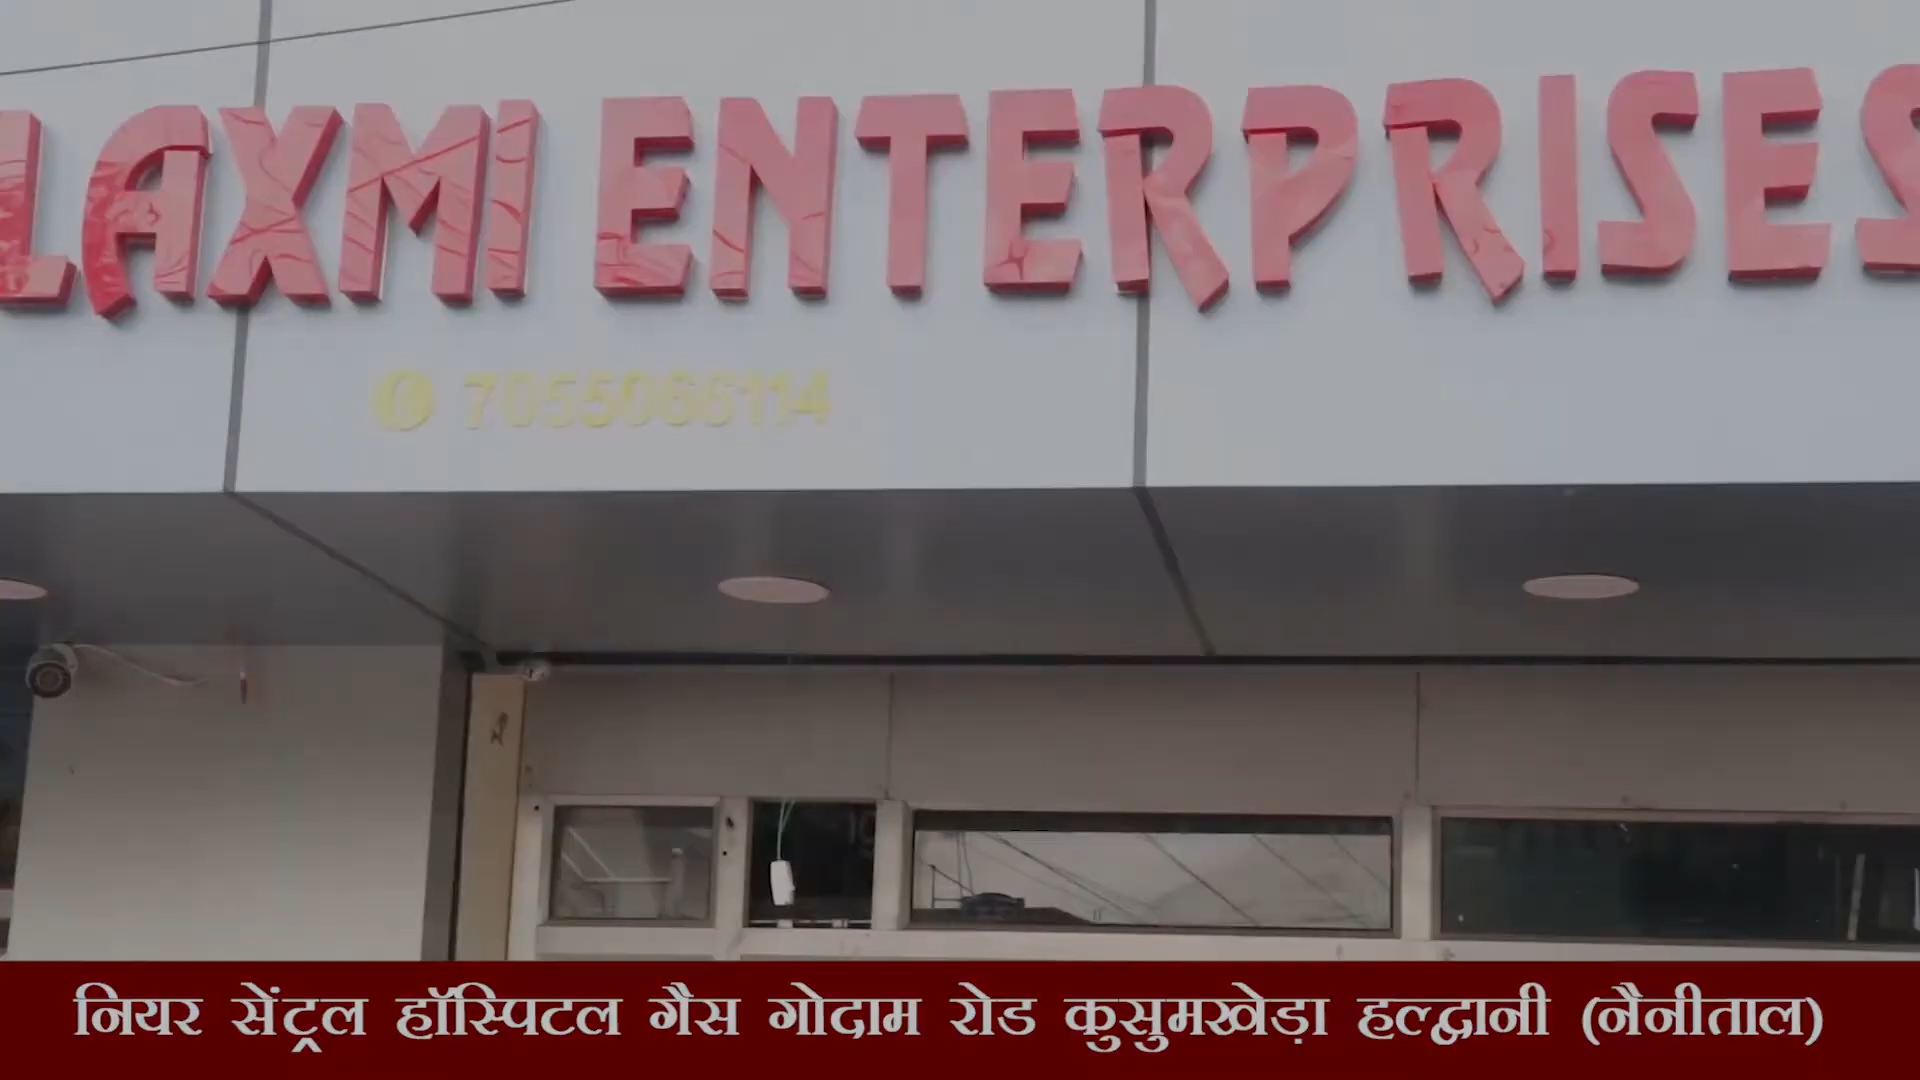 LAXMI ENTERPRISES
7055066114
नियर सेंट्रल हॉस्पिटल गैस गोदाम रोड कुसुमखेड़ा हल्द्वानी (नैनीताल)